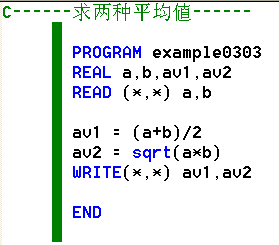 C------求两种平均值------
PROGRAM example0303
REAL a,b,av1,av2
READ (*,*) a,b
av1 = (a+b)/2
av2 = sqrt(a*b)
WRITE(*,*) av1,av2
END